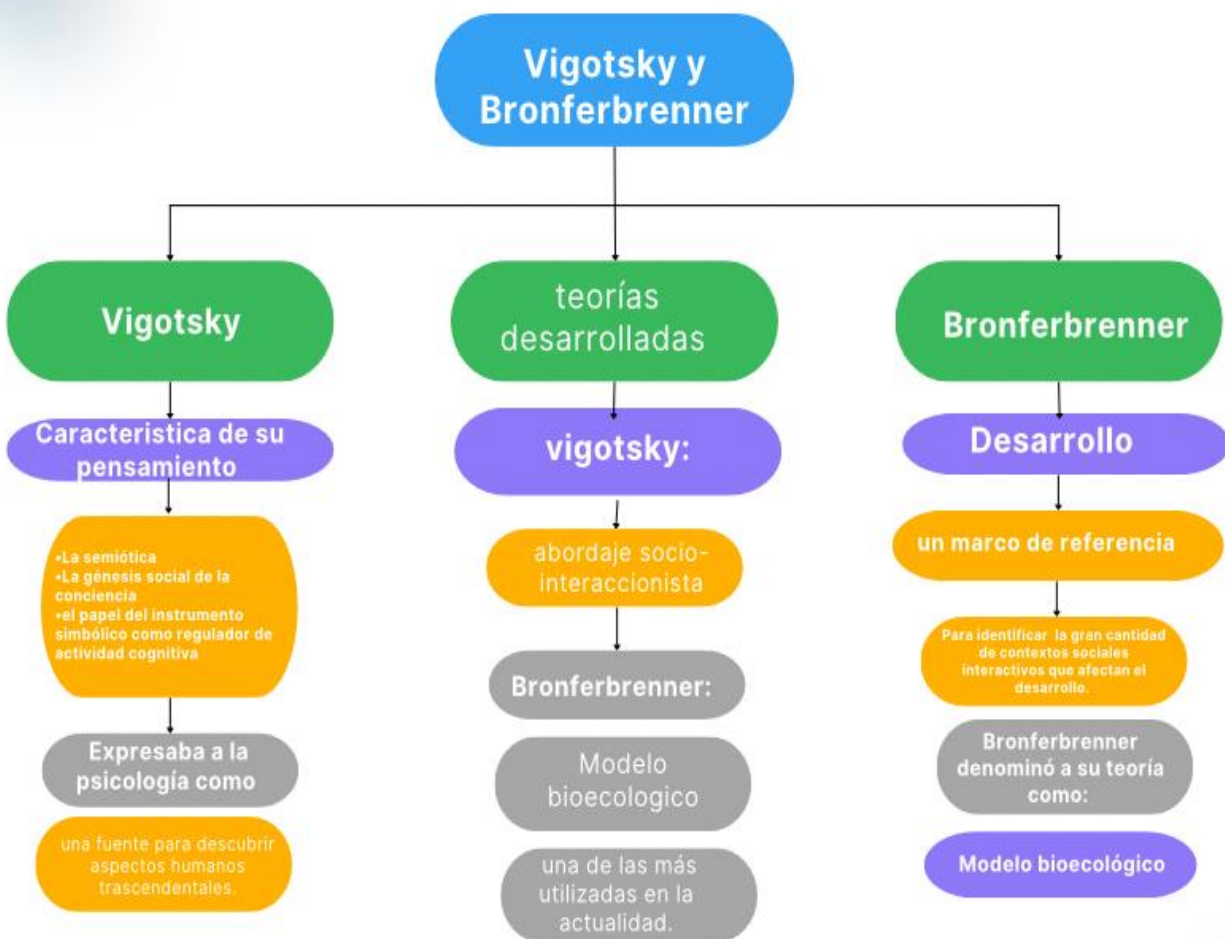 Vigotsky y
Bronferbrenner
Vigotsky
Caracteristica de su
pensamiento
•La semiótica
•La génesis social de la
conciencia
•el papel del instrumento
simbólico como regulador de
actividad cognitiva
Expresaba a la
psicología como
una fuente para descubrir
aspectos humanos
trascendentales.
teorías
desarrolladas
vigotsky:
abordaje socio-
interaccionista
Bronferbrenner:
Modelo
bioecologico
una de las más
utilizadas en la
actualidad.
Bronferbrenner
Desarrollo
un marco de referencia
Para identificar la gran cantidad
de contextos sociales
interactivos que afectan el
desarrollo.
Bronferbrenner
denominó a su teoría
como:
Modelo bioecológico